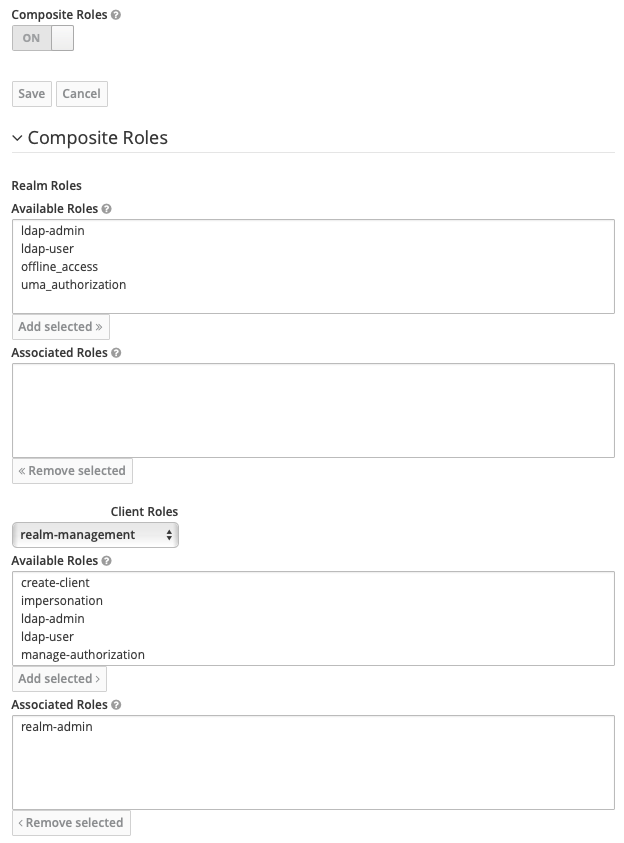 Composite Roles
ON
Save Cancel
Composite Roles
Realm Roles
Available Roles
ldap-admin
ldap-user
offline_access
uma_authorization
Add selected »
Associated Roles
« Remove selected
Client Roles
realm-management
Available Roles
create-client
impersonation
ldap-admin
ldap-user
manage-authorization
Add selected ›
Associated Roles
realm-admin
‹ Remove selected